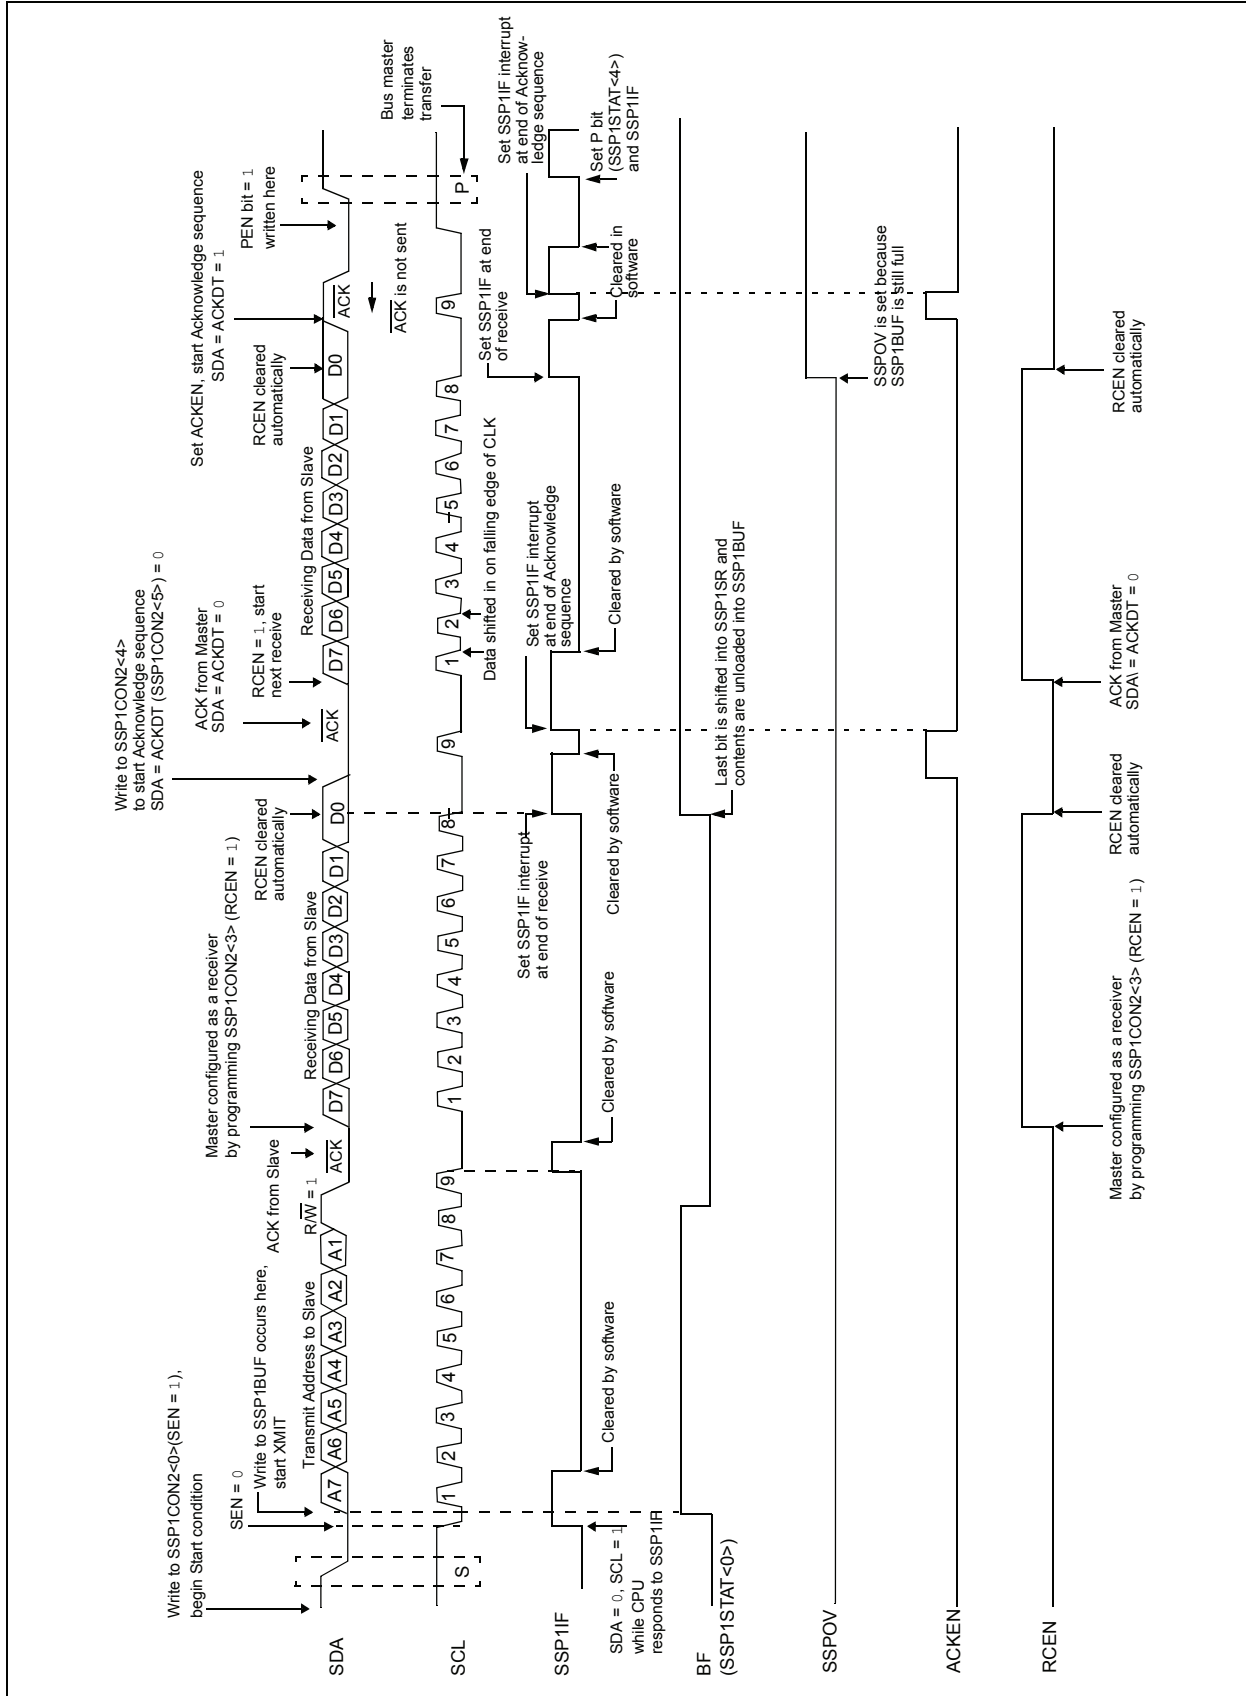 Write to SSP1CON2<0>(SEN = 1),
begin Start condition
SEN = 0
Write to SSP1BUF occurs here,
start XMIT
ACK from Slave
Master configured as a receiver
by programming SSP1CON2<3> (RCEN = 1)
RCEN cleared
automatically
Write to SSP1CON2<4>
to start Acknowledge sequence
SDA = ACKDT (SSP1CON2<5>) = 0
ACK from Master
SDA = ACKDT = 0
RCEN = 1, start
next receive
RCEN cleared
automatically
Set ACKEN, start Acknowledge sequence
SDA = ACKDT = 1
PEN bit = 1
written here
Transmit Address to Slave
R/W = 1
Receiving Data from Slave
Receiving Data from Slave
SDA
A7 A6 A5 A4 A3 A2 A1
ACK
D7 D6 D5 D4 D3 D2 D1 D0
ACK
D7 D6 D5 D4 D3 D2 D1 D0
ACK
ACK is not sent
Bus master
terminates
transfer
SCL
S
1 2 3 4 5 6 7 8 9
1 2 3 4 5 6 7 8 9
1 2 3 4 5 6 7 8 9
P
Data shifted in on falling edge of CLK
Set SSP1IF interrupt
at end of receive
Set SSP1IF interrupt
at end of Acknowledge
sequence
Set SSP1IF at end
of receive
Set SSP1IF interrupt
at end of Acknow-
ledge sequence
SSP1IF
SDA = 0, SCL = 1
while CPU
responds to SSP1IF
Cleared by software
Cleared by software
Cleared by software
Cleared by software
Cleared in
software
Set P bit
(SSP1STAT<4>)
and SSP1IF
BF
(SSP1STAT<0>)
Last bit is shifted into SSP1SR and
contents are unloaded into SSP1BUF
SSPOV
SSPOV is set because
SSP1BUF is still full
ACKEN
RCEN
Master configured as a receiver
by programming SSP1CON2<3> (RCEN = 1)
RCEN cleared
automatically
ACK from Master
SDA\ = ACKDT = 0
RCEN cleared
automatically